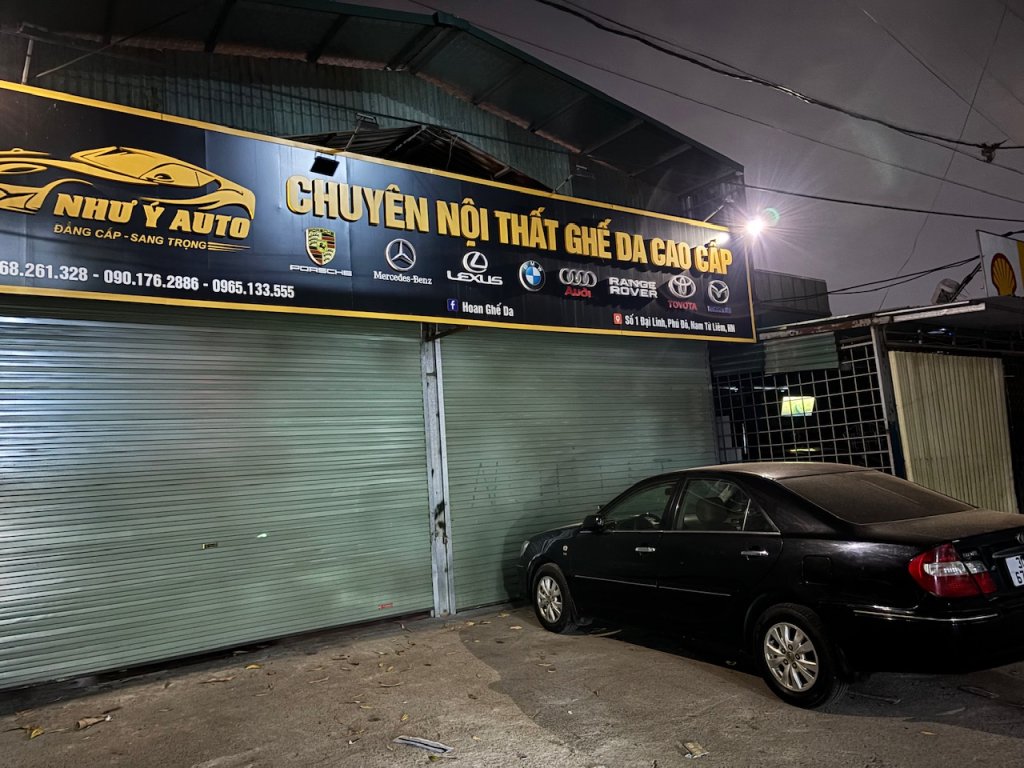 NHƯ Ý AUTO
ĐẲNG CẤP - SANG TRỌNG
68.261.328 - 090.176.2886 - 0965.133.555
CHUYÊN NỘI THẤT GHẾ DA CAO CẤP
PORSCHE
Mercedes-Benz
LEXUS
BMW
Audi
RANGE ROVER
TOYOTA
Hoan Ghế Da
Số 1 Đại Linh, Phú Đô, Nam Từ Liêm, HN